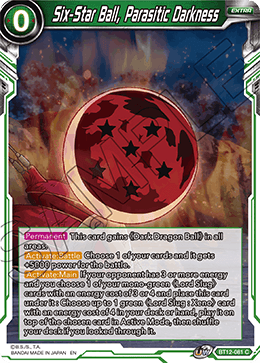 0
Six-Star Ball, Parasitic Darkness
EXTRA
Permanent This card gains 《Dark Dragon Ball》 in all
areas.
Activate:Battle Choose 1 of your cards and it gets
+5000 power for the battle.
Activate:Main If your opponent has 3 or more energy
and you choose 1 of your mono-green 《Lord Slug》
cards with an energy cost of 3 or 4 and place this card
under it: Choose up to 1 green 〈Lord Slug : Xeno〉 card
with an energy cost of 4 in your deck or hand, play it on
top of the chosen card in Active Mode, then shuffle
your deck if you looked through it.
©B.S./S.,T.A.
BANDAI MADE IN JAPAN EN
BT12-081 C